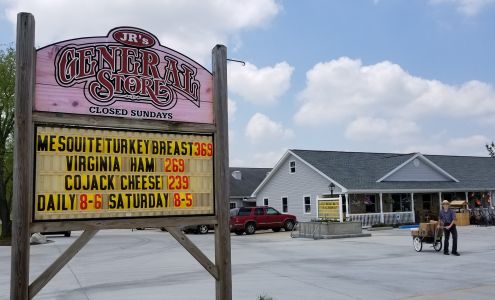 JR's
GENERAL
STORE
CLOSED SUNDAYS
MESQUITE TURKEY BREAST 369
VIRGINIA HAM 269
COJACK CHEESE 239
DAILY 8-6 SATURDAY 8-5